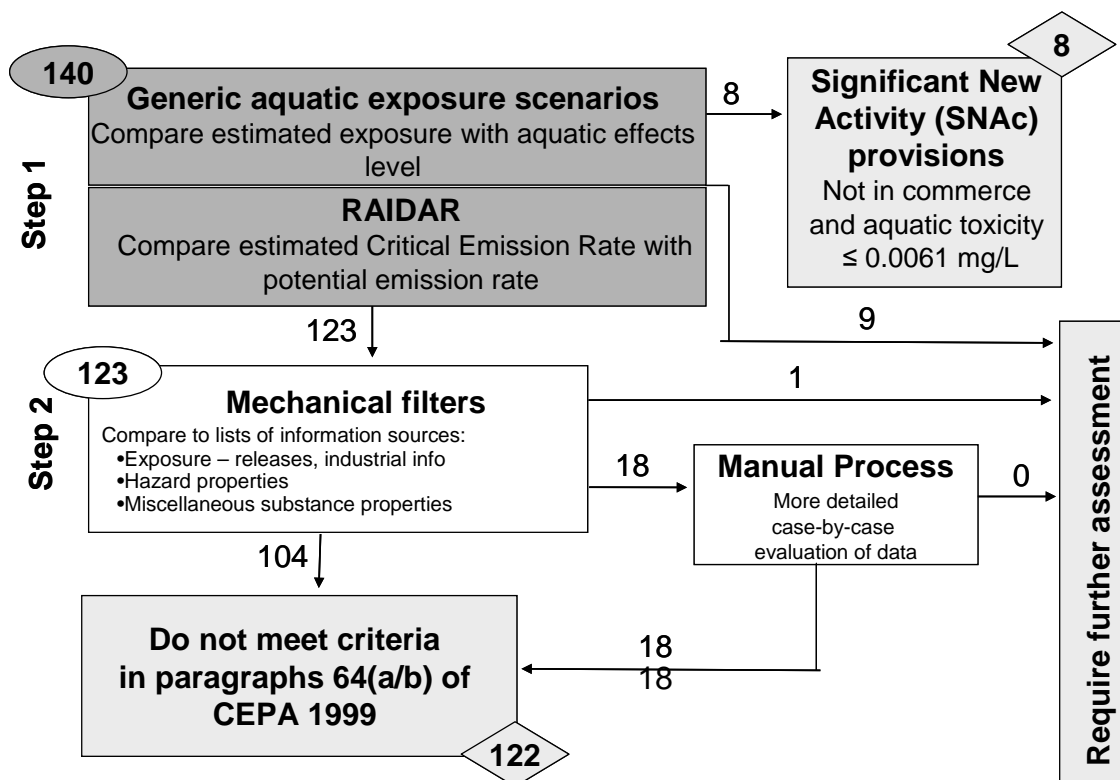 140
Generic aquatic exposure scenarios
Compare estimated exposure with aquatic effects
level
8
8
Significant New
Activity (SNAc)
provisions
Not in commerce
and aquatic toxicity
≤ 0.0061 mg/L
Step 1
RAIDAR
Compare estimated Critical Emission Rate with
potential emission rate
123
9
123
Mechanical filters
Compare to lists of information sources:
•Exposure – releases, industrial info
•Hazard properties
•Miscellaneous substance properties
Step 2
1
18
Manual Process
More detailed
case-by-case
evaluation of data
0
Require further assessment
104
Do not meet criteria
in paragraphs 64(a/b) of
CEPA 1999
18
18
122